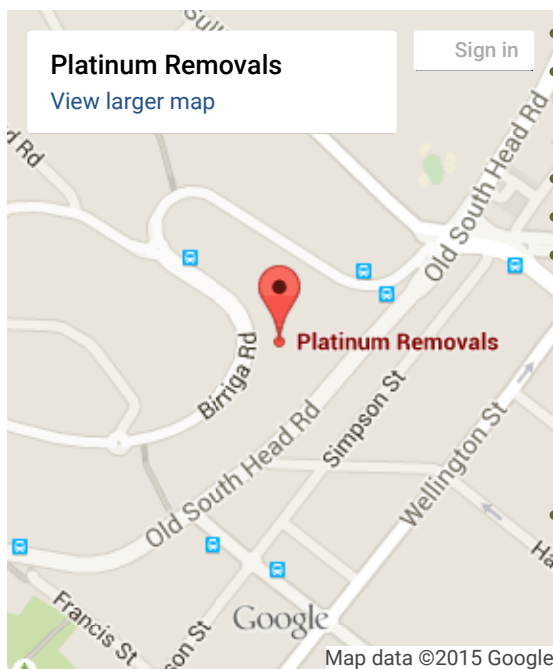 Platinum Removals
View larger map
Sign in
Old South Head Rd
Platinum Removals
Birriga Rd
Simpson St
Old South Head Rd
Wellington St
Francis St
Google
Map data ©2015 Google